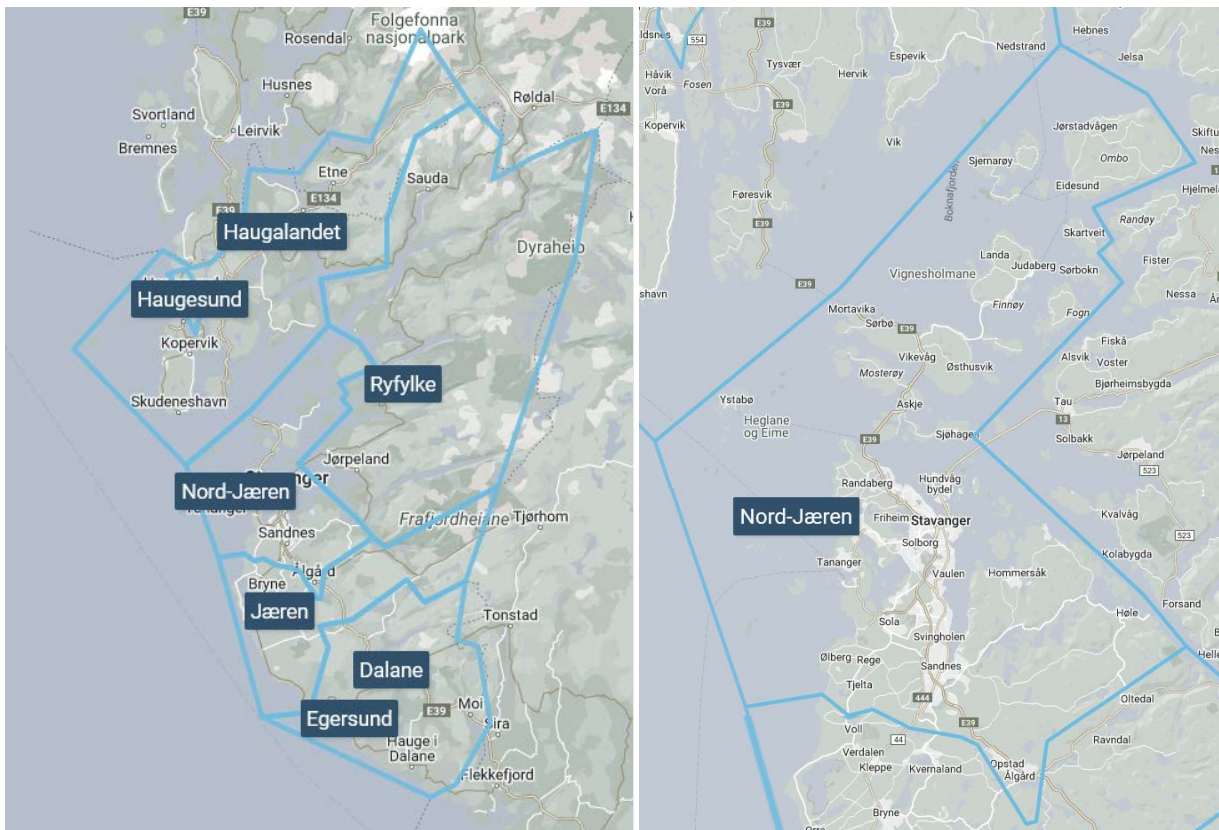 E39
Folgefonna
nasjonalpark
Rosendal
Husnes
Røldal
E134
Svortland
Leirvik
Bremnes
Etne
Sauda
E134
E39
Haugalandet
Dyraheio
Haugesund
Kopervik
Ryfylke
Skudeneshavn
Jørpeland
Nord-Jæren
Frafjordheiane
Tjørhom
Sandnes
Ålgård
Bryne
Jæren
Tonstad
Dalane
Egersund
E39
Moi
Sira
Hauge i
Dalane
Flekkefjord
Hebnes
554
Nedstrand
Espevik
Jelsa
Tysvær
Hervik
Håvik
Vorå
Fosen
E39
Kopervik
Jørstadvågen
Vik
Ombo
Sjernarøy
Boknafjorden
Føresvik
Eidesund
Randøy
E39
Skartveit
Landa
Judaberg
Sørbokn
Fister
Vignesholmane
E39
Finnøy
Nessa
Mortavika
Sørbø
E39
Fogn
Vikevåg
Fiskå
Alsvik
Voster
Mosterøy
Østhusvik
Bjørheimsbygda
Ystabø
Askje
Tau
Heglane
og Eime
13
E39
Sjøhagen
Solbakk
Jørpeland
523
Randaberg
Hundvåg
bydel
Nord-Jæren
Friheim
Stavanger
Kvalvåg
Solborg
523
Kolabygda
Tananger
Vaulen
Hommersåk
Forsand
Høle
Sola
Svingholen
Ølberg
Rege
Sandnes
Tjelta
444
Oltedal
Voll
E39
Ravndal
Verdalen
44
Kleppe
Kvernaland
Opstad
Ålgård
Bryne